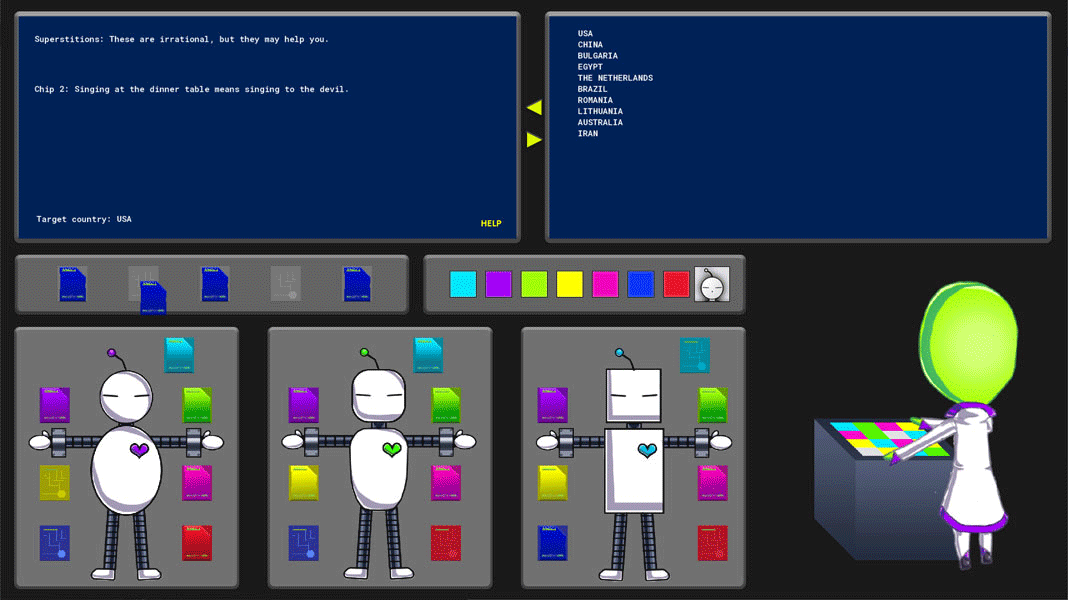 Superstitions: These are irrational, but they may help you.
Chip 2: Singing at the dinner table means singing to the devil.
Target country: USA
HELP
USA
CHINA
BULGARIA
EGYPT
THE NETHERLANDS
BRAZIL
ROMANIA
LITHUANIA
AUSTRALIA
IRAN